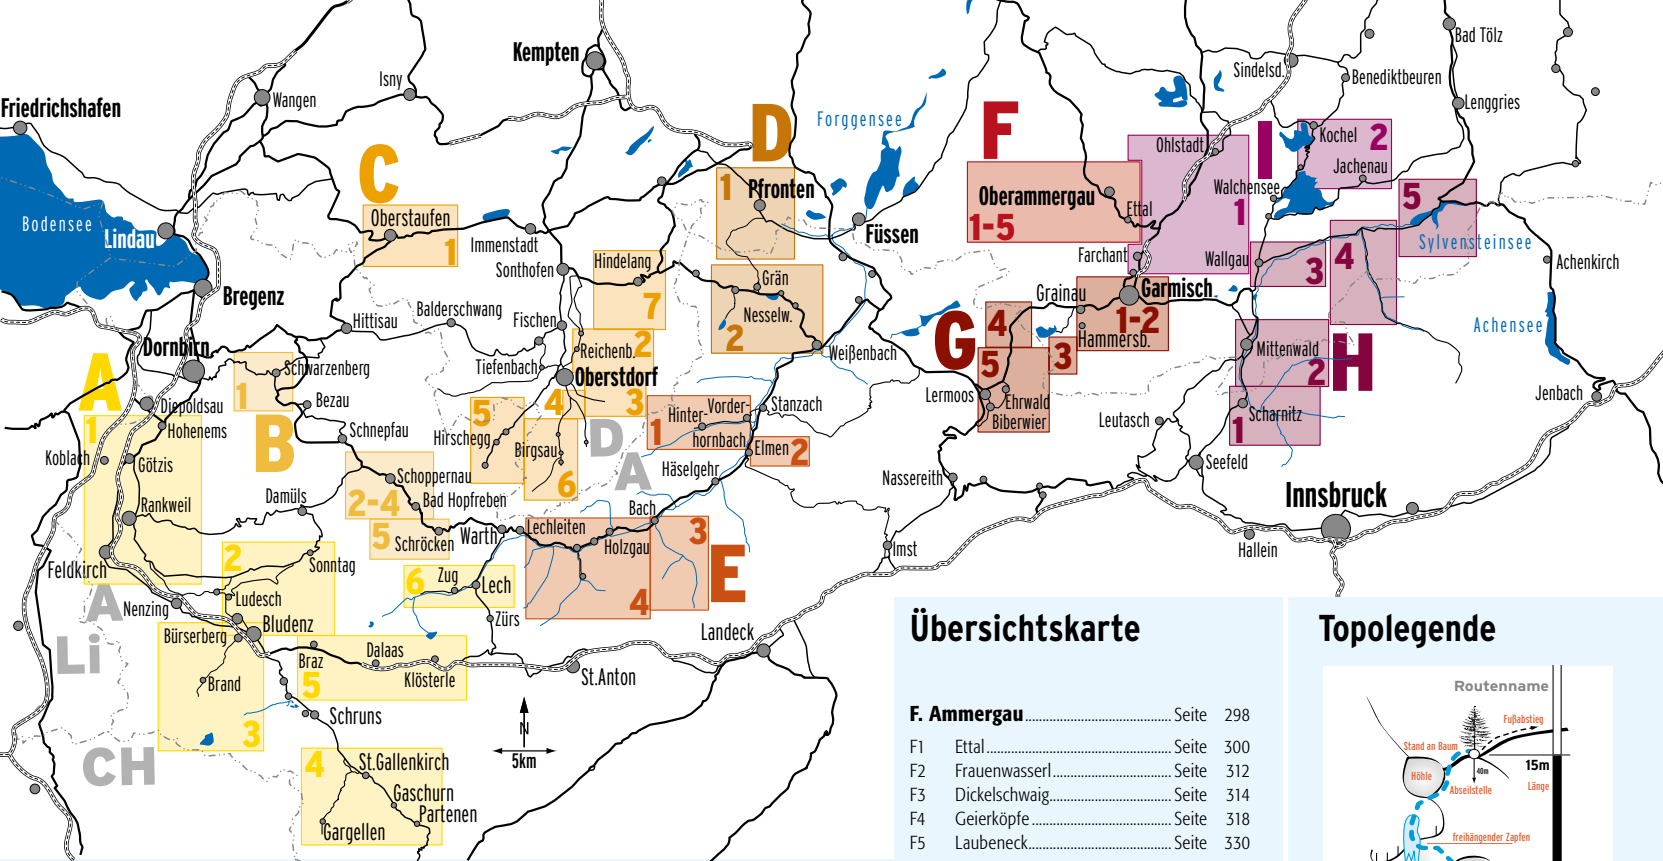 Kempten
Isny
Wangen
Friedrichshafen
Bodensee
Lindau
Bregenz
C
Oberstaufen
1
Immenstadt
Sonthofen
Hindelang
7
Balderschwang
Hittisau
Fischen
Tiefenbach
Reichenb.
2
Oberstdorf
3
4
5
Hirschegg
Birgsau
6
D
Forggensee
1
Pfronten
Füssen
Grän
Nesselw.
2
Weißenbach
F
Oberammergau
1-5
Ettal
Ohlstadt
I
1
Farchant
Sindelsd.
Bad Tölz
Benediktbeuren
Lenggries
Kochel
2
Jachenau
Walchensee
5
Sylvensteinsee
Wallgau
3
4
Achenkirch
Achensee
Jenbach
G
Grainau
Garmisch
1-2
Hammersb.
4
3
5
Lermoos
Ehrwald
Biberwier
Mittenwald
2
H
Scharnitz
1
Leutasch
Seefeld
Nassereith
Innsbruck
Hallein
Imst
Dornbirn
A
1
Diepoldsau
Hohenems
Koblach
Götzis
Rankweil
Feldkirch
Schwarzenberg
1
Bezau
B
Schnepfau
Schoppernau
2-4
Bad Hopfreben
5
Schröcken
Damüls
Warth
2
Sonntag
Ludesch
Nenzing
Bludenz
Bürserberg
Brand
3
6
Zug
Lech
Zürs
Dalaas
Braz
5
Klösterle
Schruns
4
St.Gallenkirch
Gaschurn
Partenen
Gargellen
St.Anton
Landeck
D
A
A
Li
CH
Hinter-
Vorder-
hornbach
1
Stanzach
Elmen
2
Häselgehr
Bach
Lechleiten
Holzgau
3
4
E
N
5km
Übersichtskarte
F. Ammergau Seite 298
F1 Ettal Seite 300
F2 Frauenwasserl Seite 312
F3 Dickelschwaig Seite 314
F4 Geierköpfe Seite 318
F5 Laubeneck Seite 330
Topolegende
Routenname
Fußabstieg
Stand an Baum
Höhle
40m
15m
Abseilstelle
Länge
freihängender Zapfen